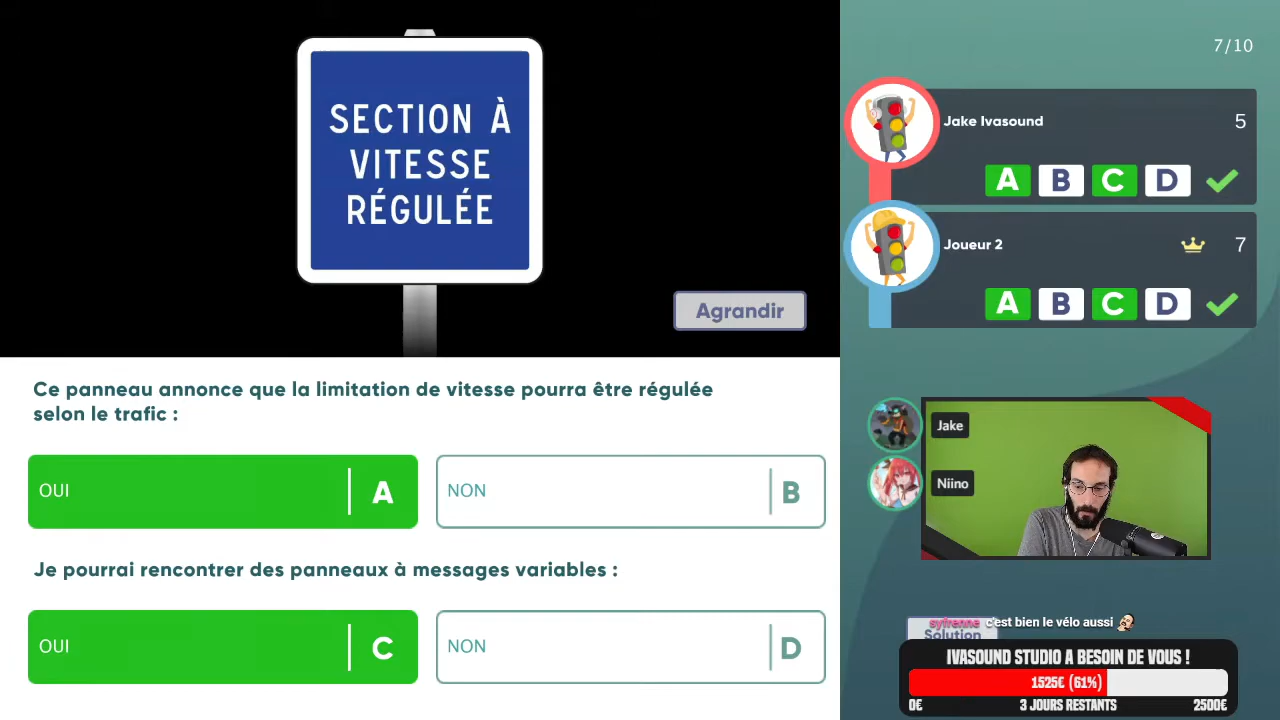 SECTION À
VITESSE
RÉGULÉE
Agrandir
Ce panneau annonce que la limitation de vitesse pourra être régulée
selon le trafic :
OUI A
NON B
Je pourrai rencontrer des panneaux à messages variables :
OUI C
NON D
7/10
Jake Ivasound 5
A B C D
Joueur 2 7
A B C D
Jake
Niino
syfrenne c'est bien le vélo aussi
Solution
IVASOUND STUDIO A BESOIN DE VOUS !
1525€ (61%)
0€ 3 JOURS RESTANTS 2500€